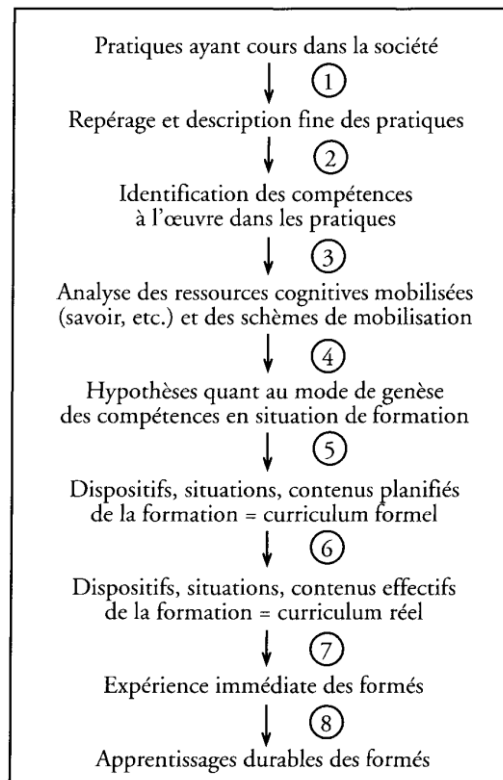 Pratiques ayant cours dans la société
1
Repérage et description fine des pratiques
2
Identification des compétences
à l'œuvre dans les pratiques
3
Analyse des ressources cognitives mobilisées
(savoir, etc.) et des schèmes de mobilisation
4
Hypothèses quant au mode de genèse
des compétences en situation de formation
5
Dispositifs, situations, contenus planifiés
de la formation = curriculum formel
6
Dispositifs, situations, contenus effectifs
de la formation = curriculum réel
7
Expérience immédiate des formés
8
Apprentissages durables des formés